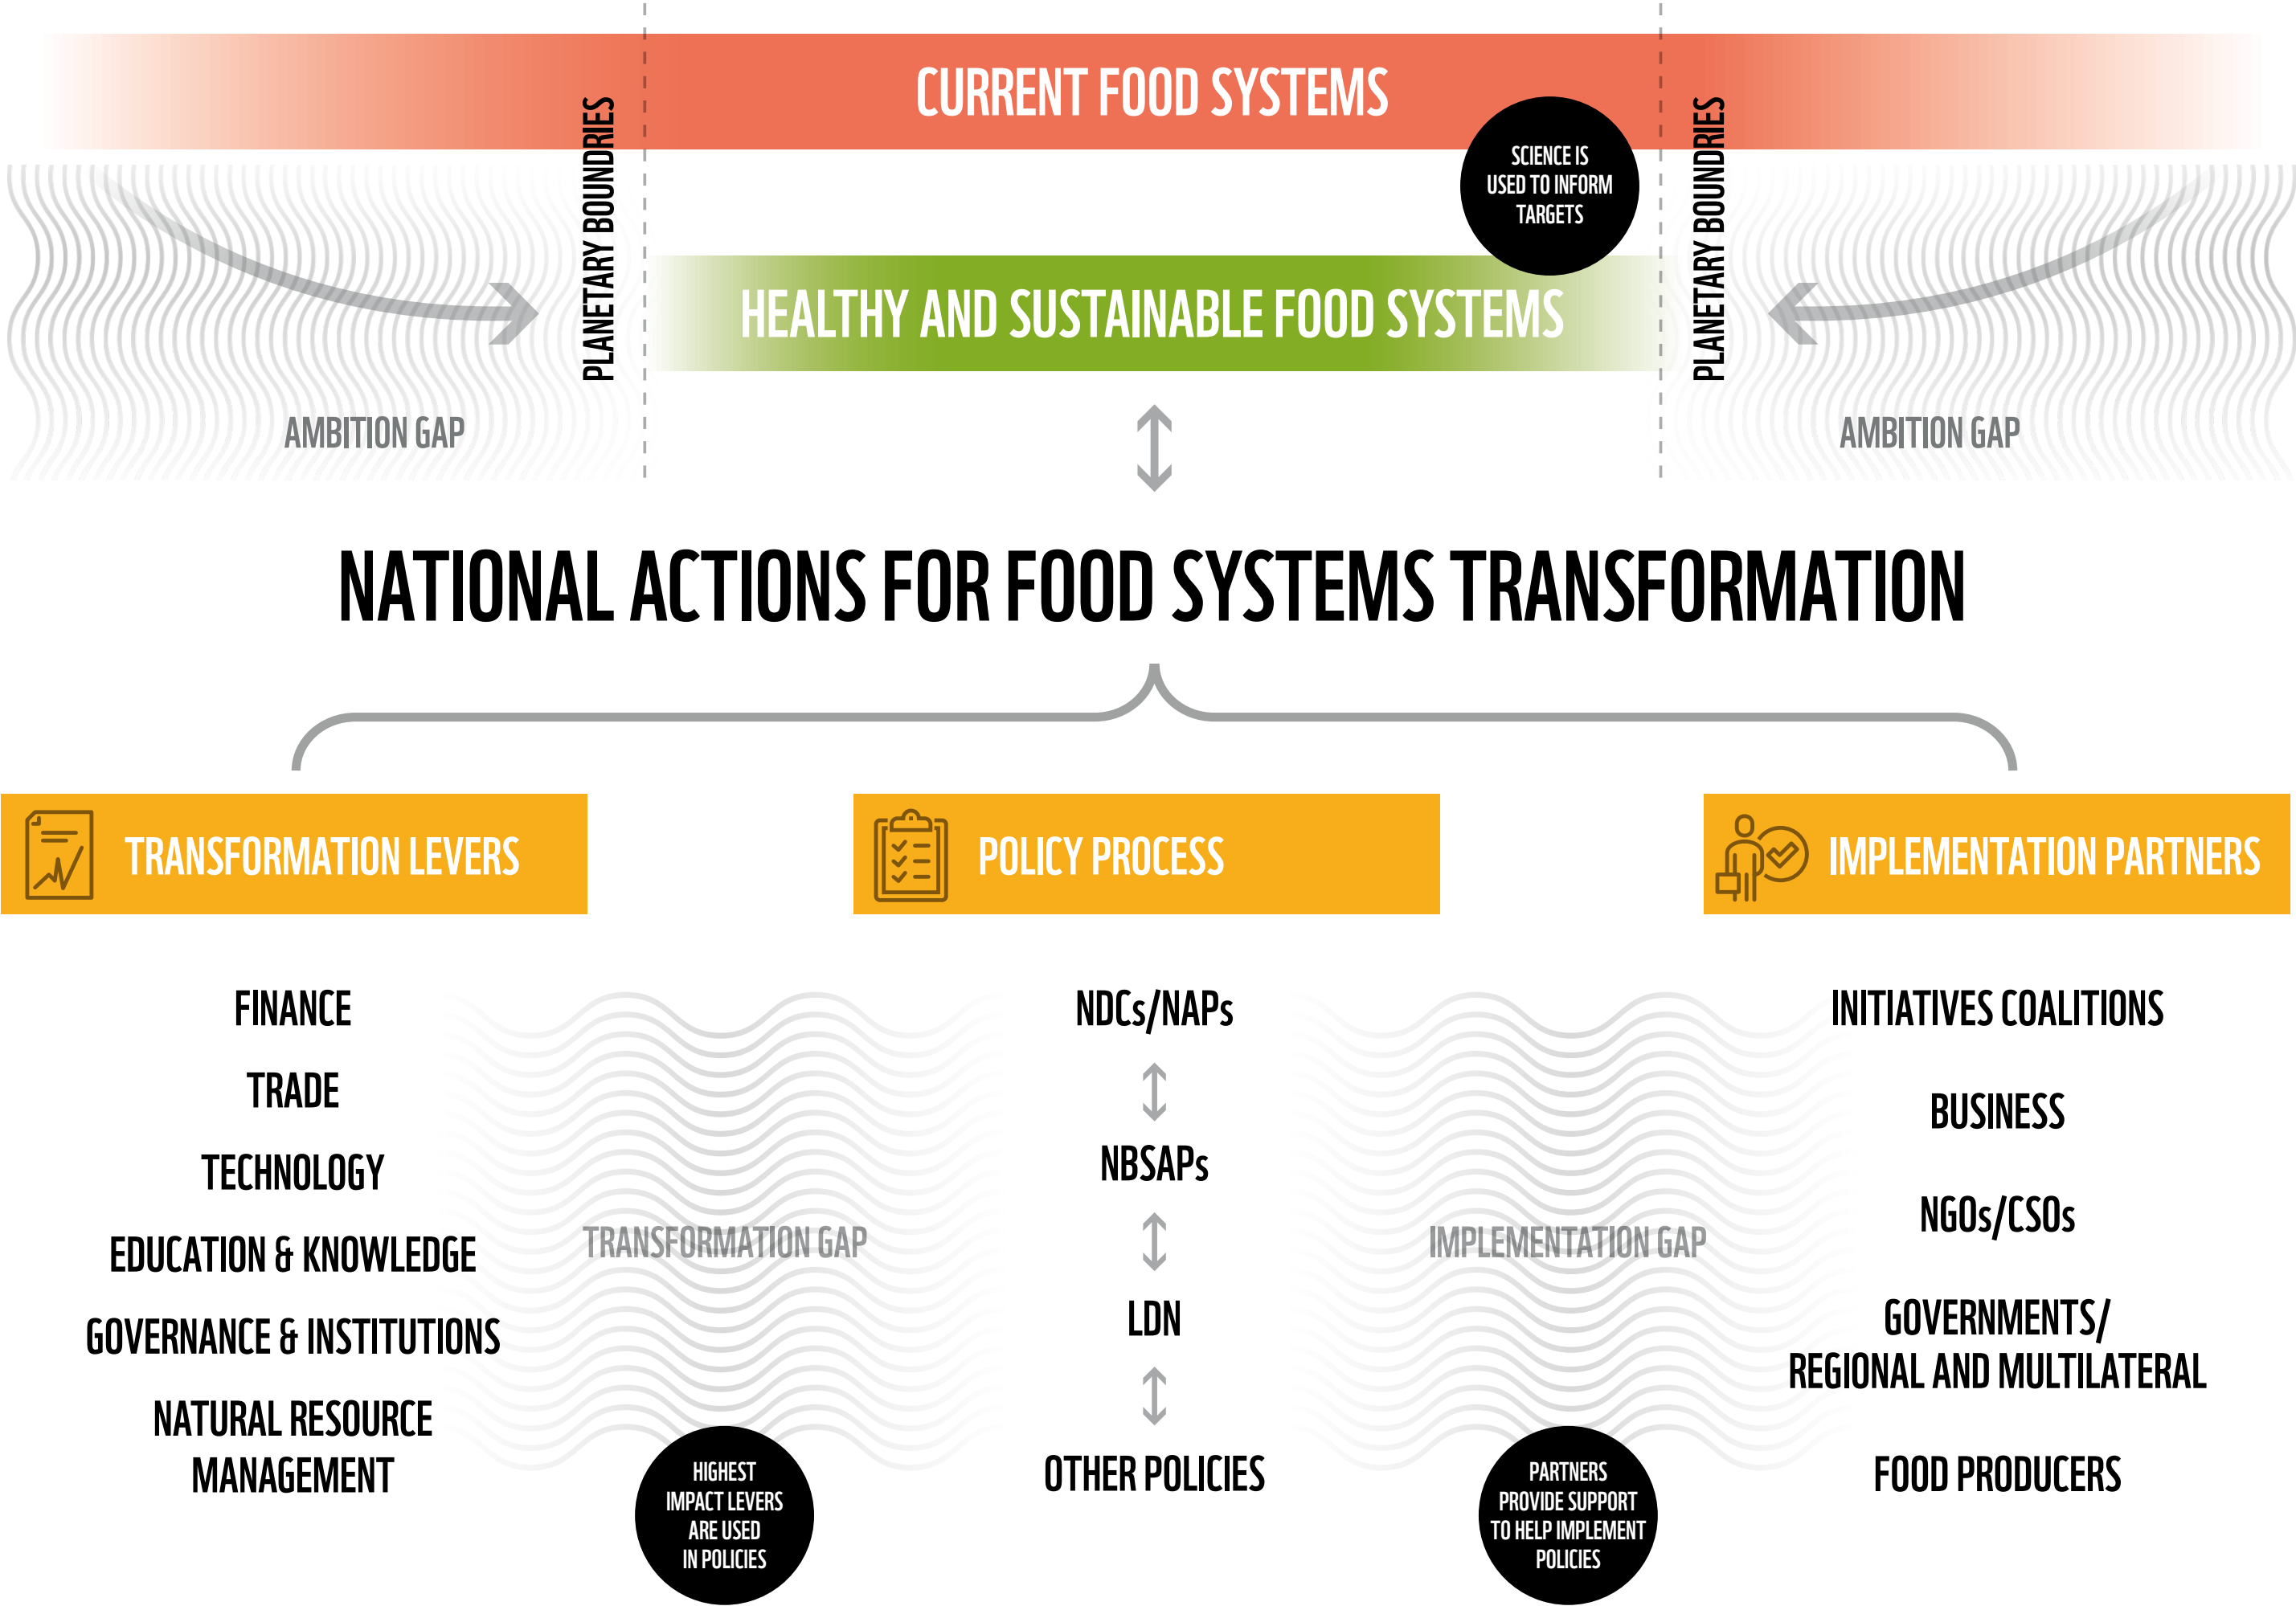 CURRENT FOOD SYSTEMS
PLANETARY BOUNDRIES
SCIENCE IS
USED TO INFORM
TARGETS
PLANETARY BOUNDRIES
HEALTHY AND SUSTAINABLE FOOD SYSTEMS
AMBITION GAP
AMBITION GAP
NATIONAL ACTIONS FOR FOOD SYSTEMS TRANSFORMATION
TRANSFORMATION LEVERS
FINANCE
TRADE
TECHNOLOGY
EDUCATION & KNOWLEDGE
GOVERNANCE & INSTITUTIONS
NATURAL RESOURCE
MANAGEMENT
TRANSFORMATION GAP
HIGHEST
IMPACT LEVERS
ARE USED
IN POLICIES
POLICY PROCESS
NDCs/NAPs
NBSAPs
LDN
OTHER POLICIES
IMPLEMENTATION GAP
PARTNERS
PROVIDE SUPPORT
TO HELP IMPLEMENT
POLICIES
IMPLEMENTATION PARTNERS
INITIATIVES COALITIONS
BUSINESS
NGOs/CSOs
GOVERNMENTS/
REGIONAL AND MULTILATERAL
FOOD PRODUCERS